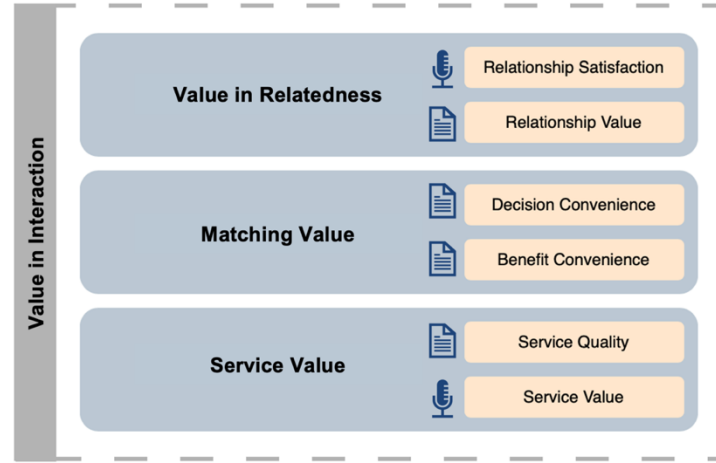 Value in Interaction
Value in Relatedness
Relationship Satisfaction
Relationship Value
Matching Value
Decision Convenience
Benefit Convenience
Service Value
Service Quality
Service Value